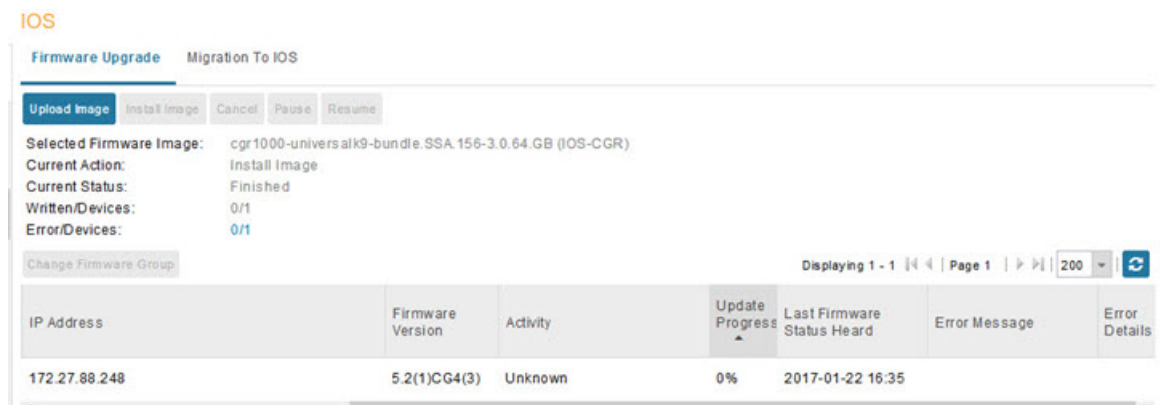 IOS
Firmware Upgrade Migration To IOS
Upload Image Install Image Cancel Pause Resume
Selected Firmware Image: cgr1000-universalk9-bundle.SSA.156-3.0.64.GB (IOS-CGR)
Current Action: Install Image
Current Status: Finished
Written/Devices: 0/1
Error/Devices: 0/1
Change Firmware Group Displaying 1 - 1 | Page 1 | 200
IP Address Firmware Version Activity Update Progress Last Firmware Status Heard Error Message Error Details
172.27.88.248 5.2(1)CG4(3) Unknown 0% 2017-01-22 16:35